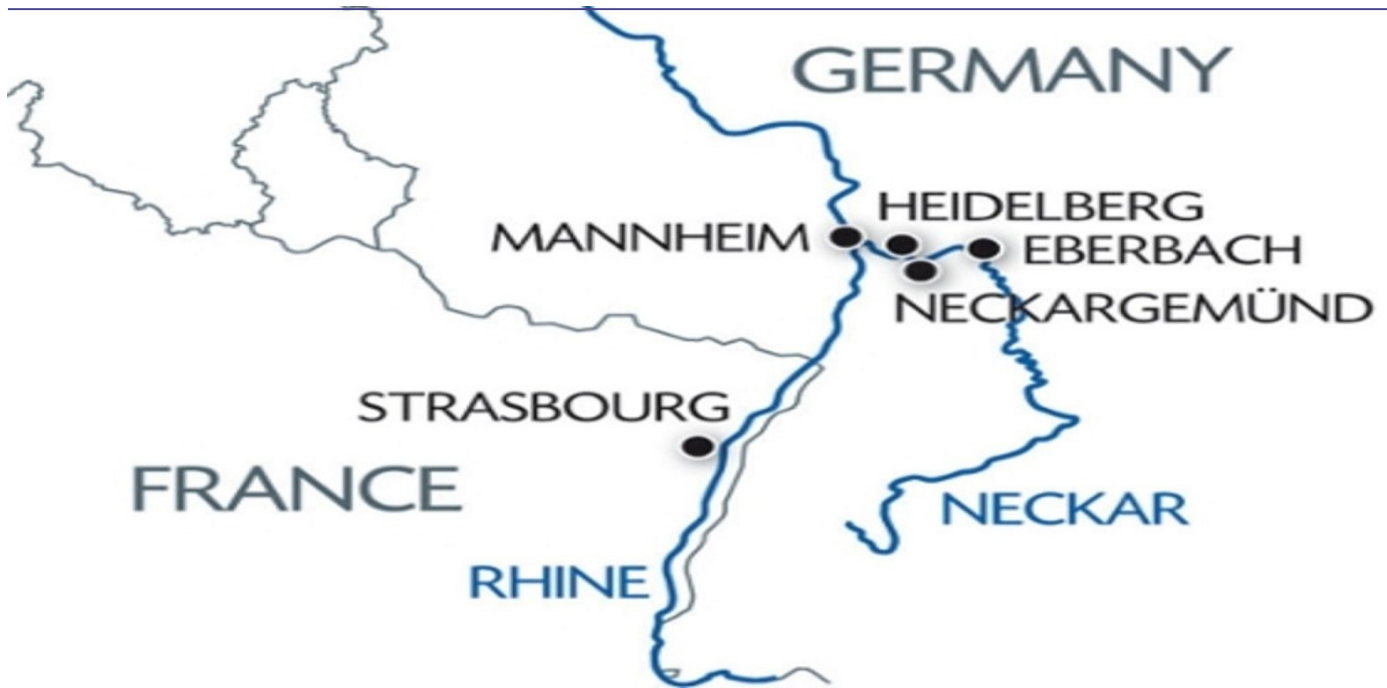 GERMANY
HEIDELBERG
MANNHEIM
EBERBACH
NECKARGEMÜND
STRASBOURG
FRANCE
NECKAR
RHINE